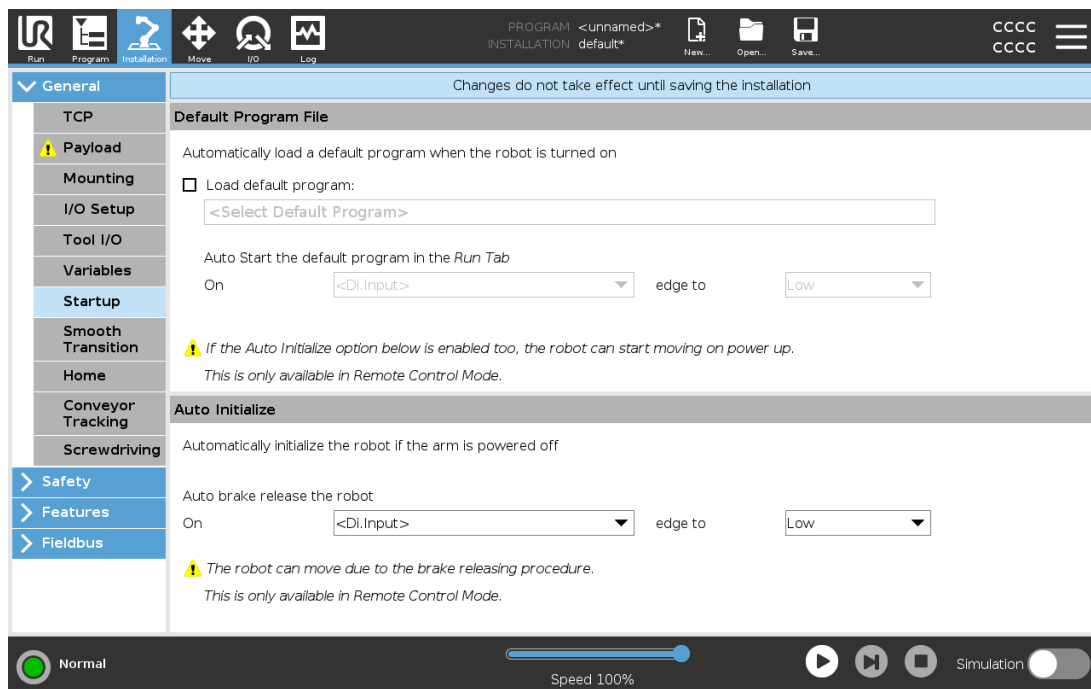 PROGRAM <unnamed>*
INSTALLATION default*
CCCC
CCCC
Run
Program
Installation
Move
I/O
Log
New...
Open...
Save...
General
TCP
Payload
Mounting
I/O Setup
Tool I/O
Variables
Startup
Smooth
Transition
Home
Conveyor
Tracking
Screwdriving
Safety
Features
Fieldbus
Changes do not take effect until saving the installation
Default Program File
Automatically load a default program when the robot is turned on
Load default program:
<Select Default Program>
Auto Start the default program in the Run Tab
On <Di.Input> edge to Low
If the Auto Initialize option below is enabled too, the robot can start moving on power up.
This is only available in Remote Control Mode.
Auto Initialize
Automatically initialize the robot if the arm is powered off
Auto brake release the robot
On <Di.Input> edge to Low
The robot can move due to the brake releasing procedure.
This is only available in Remote Control Mode.
Normal
Speed 100%
Simulation